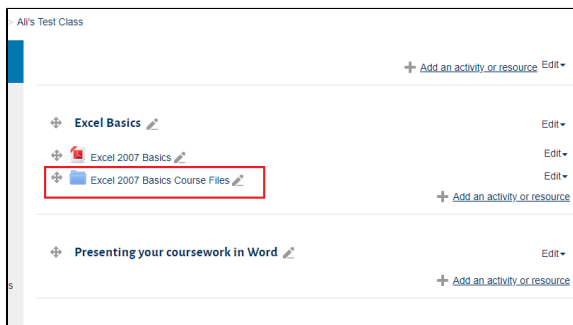 > Ali's Test Class
Add an activity or resource Edit
Excel Basics Edit
Excel 2007 Basics Edit
Excel 2007 Basics Course Files Edit
Add an activity or resource
Presenting your coursework in Word Edit
Add an activity or resource
s